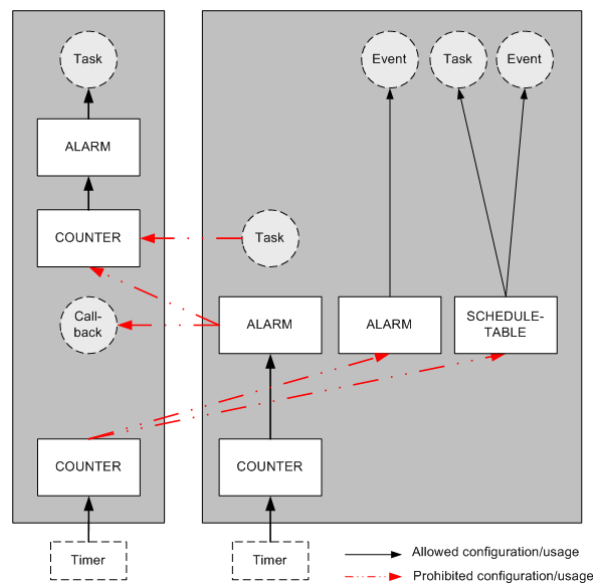 Task
Event
Task
Event
ALARM
COUNTER
Task
Call-
back
ALARM
ALARM
SCHEDULE-
TABLE
COUNTER
COUNTER
Timer
Timer
Allowed configuration/usage
Prohibited configuration/usage